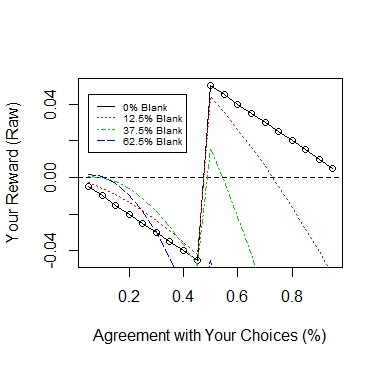 0% Blank
12.5% Blank
37.5% Blank
62.5% Blank
Your Reward (Raw)
0.04
0.00
-0.04
0.2 0.4 0.6 0.8
Agreement with Your Choices (%)